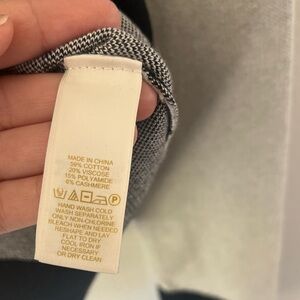 MADE IN CHINA
59% COTTON
20% VISCOSE
15% POLYAMIDE
6% CASHMERE
P
HAND WASH COLD
WASH SEPARATELY
ONLY NON-CHLORINE
BLEACH WHEN NEEDED
RESHAPE AND LAY
FLAT TO DRY
COOL IRON IF
NECESSARY
OR DRY CLEAN